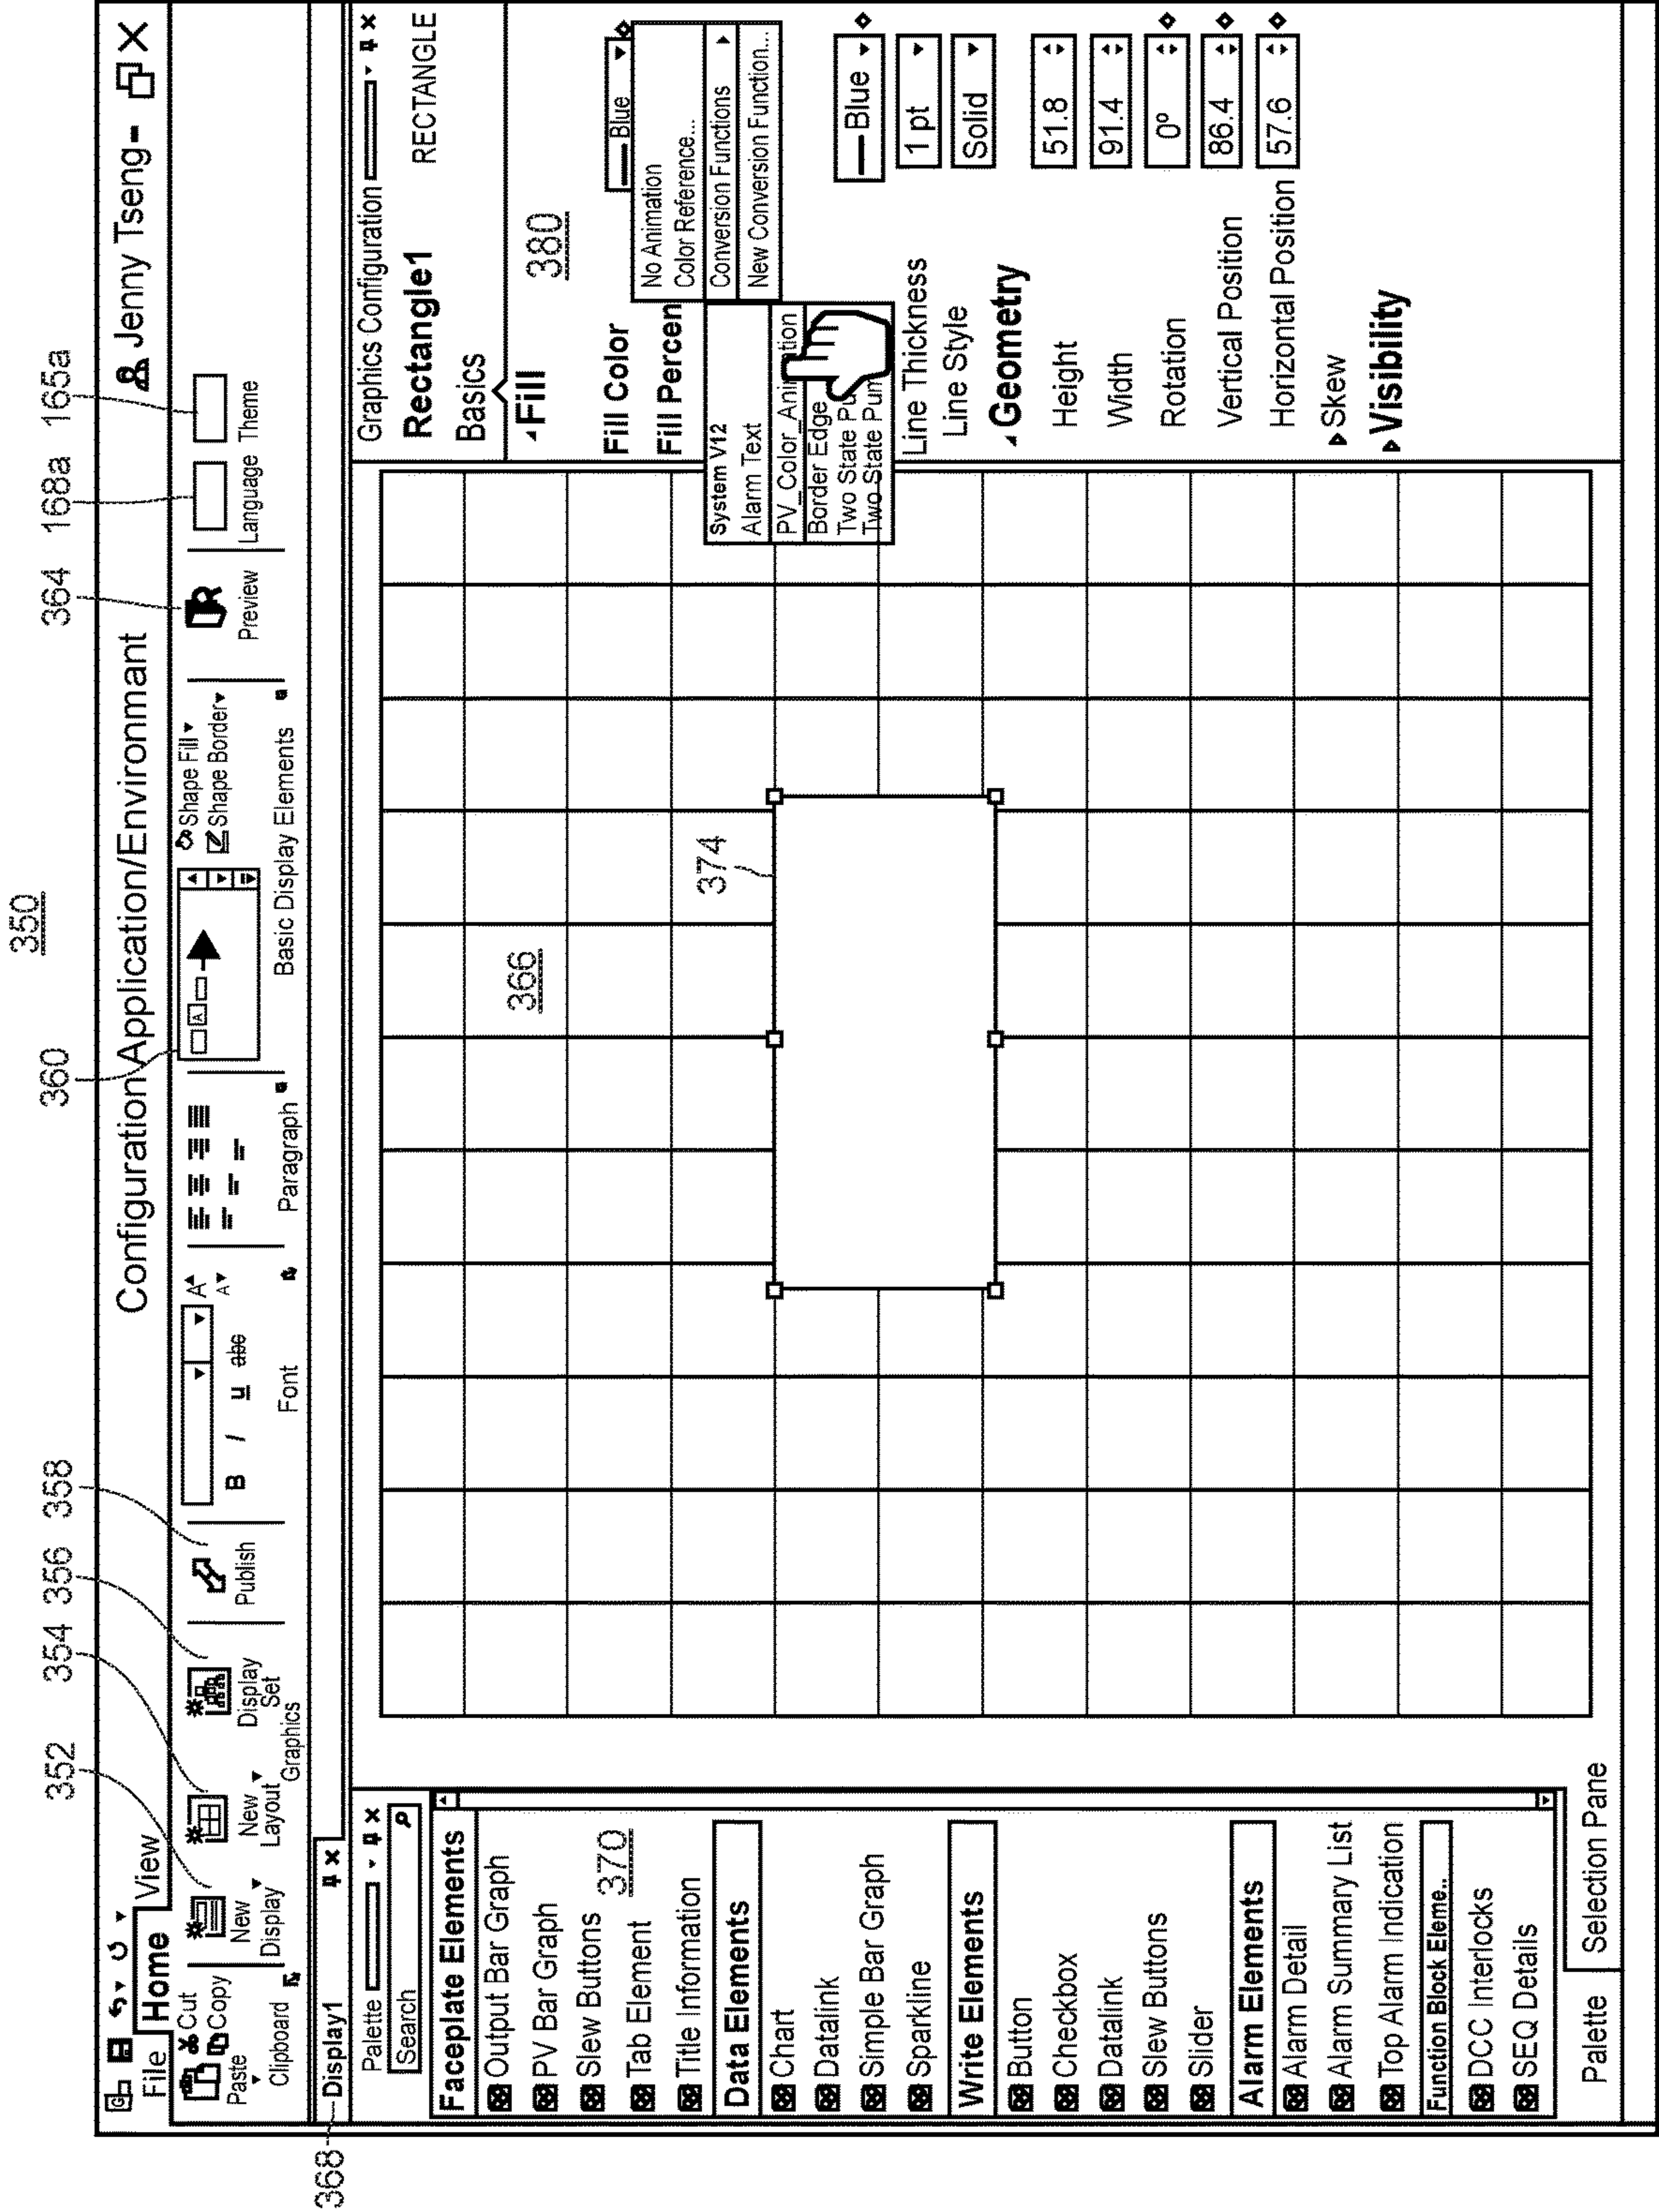 350
352
354
356
358
360
364
168a
165a
Configuration Application/Environmant
Jenny Tseng-
File
Home
View
Paste
Cut
Copy
Clipboard
New
Display
New
Layout
Display
Set
Graphics
Publish
B I u abc
A A
Font
Paragraph
A
Shape Fill
Shape Border
Basic Display Elements
Preview
Language
Theme
368
Display1
Palette
Search
Faceplate Elements
Output Bar Graph
PV Bar Graph
Slew Buttons
370
Tab Element
Title Information
Data Elements
Chart
Datalink
Simple Bar Graph
Sparkline
Write Elements
Button
Checkbox
Datalink
Slew Buttons
Slider
Alarm Elements
Alarm Detail
Alarm Summary List
Top Alarm Indication
Function Block Eleme..
DCC Interlocks
SEQ Details
Palette
Selection Pane
366
374
Graphics Configuration
Rectangle1
RECTANGLE
Basics
Fill
380
Fill Color
Blue
Fill Percen
No Animation
Color Reference...
Conversion Functions
New Conversion Function...
System V12
Alarm Text
PV_Color_Ani tion
Border Edge
Two State Pu
Two State Pum
Blue
Line Thickness
1 pt
Line Style
Solid
Geometry
Height
51.8
Width
91.4
Rotation
0º
Vertical Position
86.4
Horizontal Position
57.6
Skew
Visibility